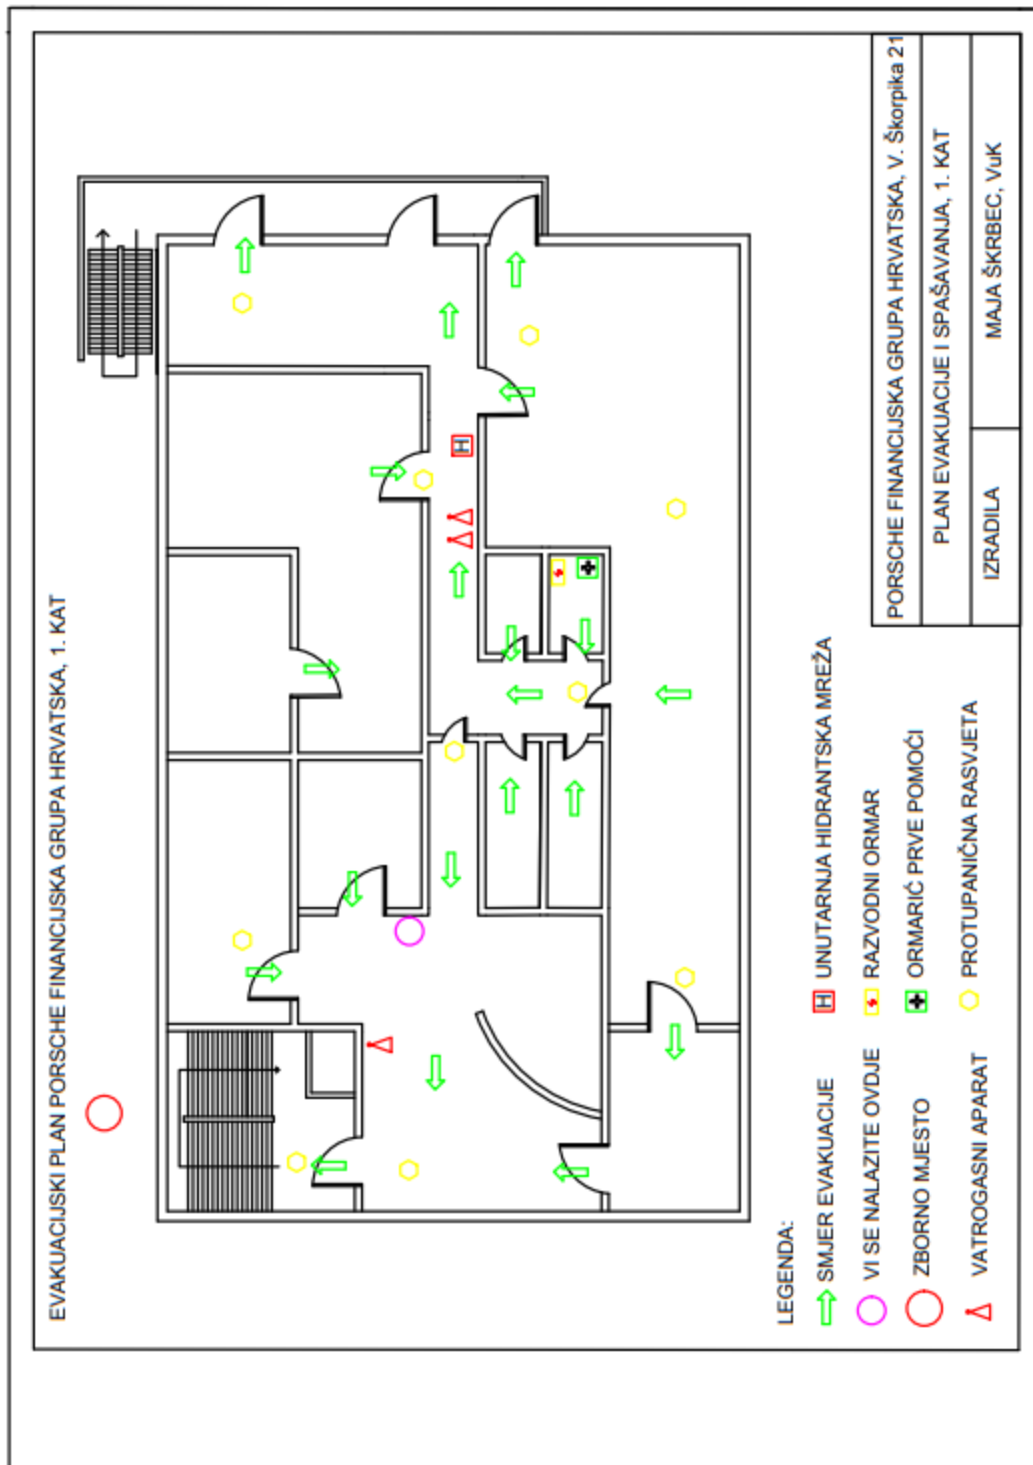 EVAKUACIJSKI PLAN PORSCHE FINANCIJSKA GRUPA HRVATSKA, 1. KAT
H
LEGENDA:
SMJER EVAKUACIJE
H UNUTARNJA HIDRANTSKA MREŽA
VI SE NALAZITE OVDJE
RAZVODNI ORMAR
ZBORNO MJESTO
ORMARIĆ PRVE POMOĆI
VATROGASNI APARAT
PROTUPANIČNA RASVJETA
PORSCHE FINANCIJSKA GRUPA HRVATSKA, V. Škorpika 21
PLAN EVAKUACIJE I SPAŠAVANJA, 1. KAT
IZRADILA
MAJA ŠKRBEC, VuK